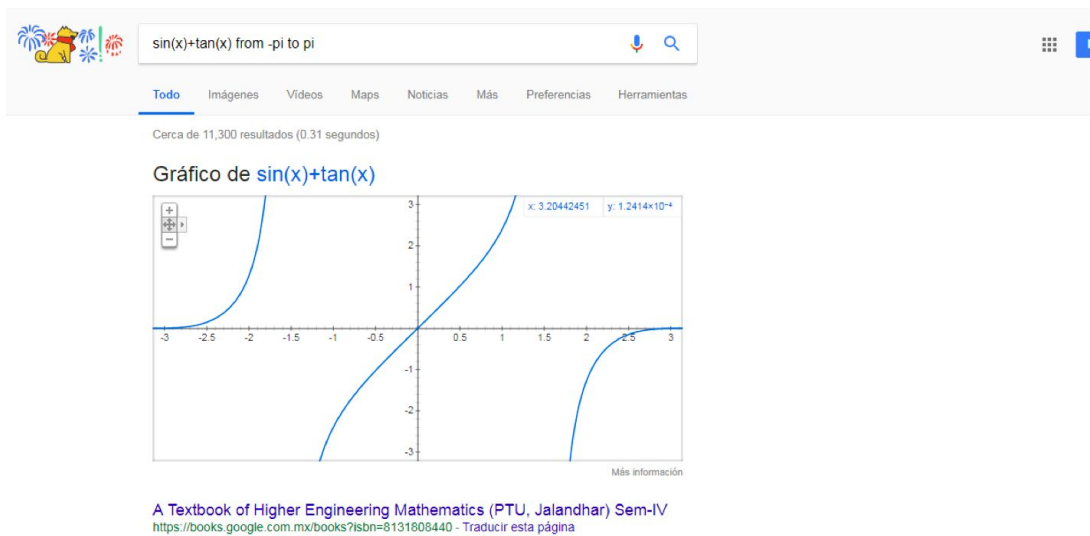 sin(x)+tan(x) from -pi to pi
Todo Imágenes Vídeos Maps Noticias Más Preferencias Herramientas
Cerca de 11,300 resultados (0.31 segundos)
Gráfico de sin(x)+tan(x)
x: 3.20442451 y: 1.2414×10⁻⁴
3
2
1
-3 -2.5 -2 -1.5 -1 -0.5 0.5 1 1.5 2 2.5 3
-1
-2
-3
Más información
A Textbook of Higher Engineering Mathematics (PTU, Jalandhar) Sem-IV
https://books.google.com.mx/books?isbn=8131808440 - Traducir esta página